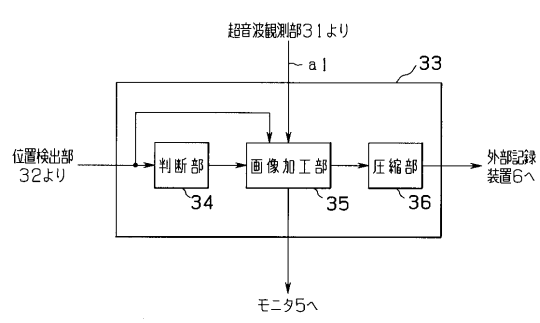 超音波観測部31より
a1
33
位置検出部
32より
判断部
34
画像加工部
35
圧縮部
36
外部記録
装置6へ
モニタ5へ